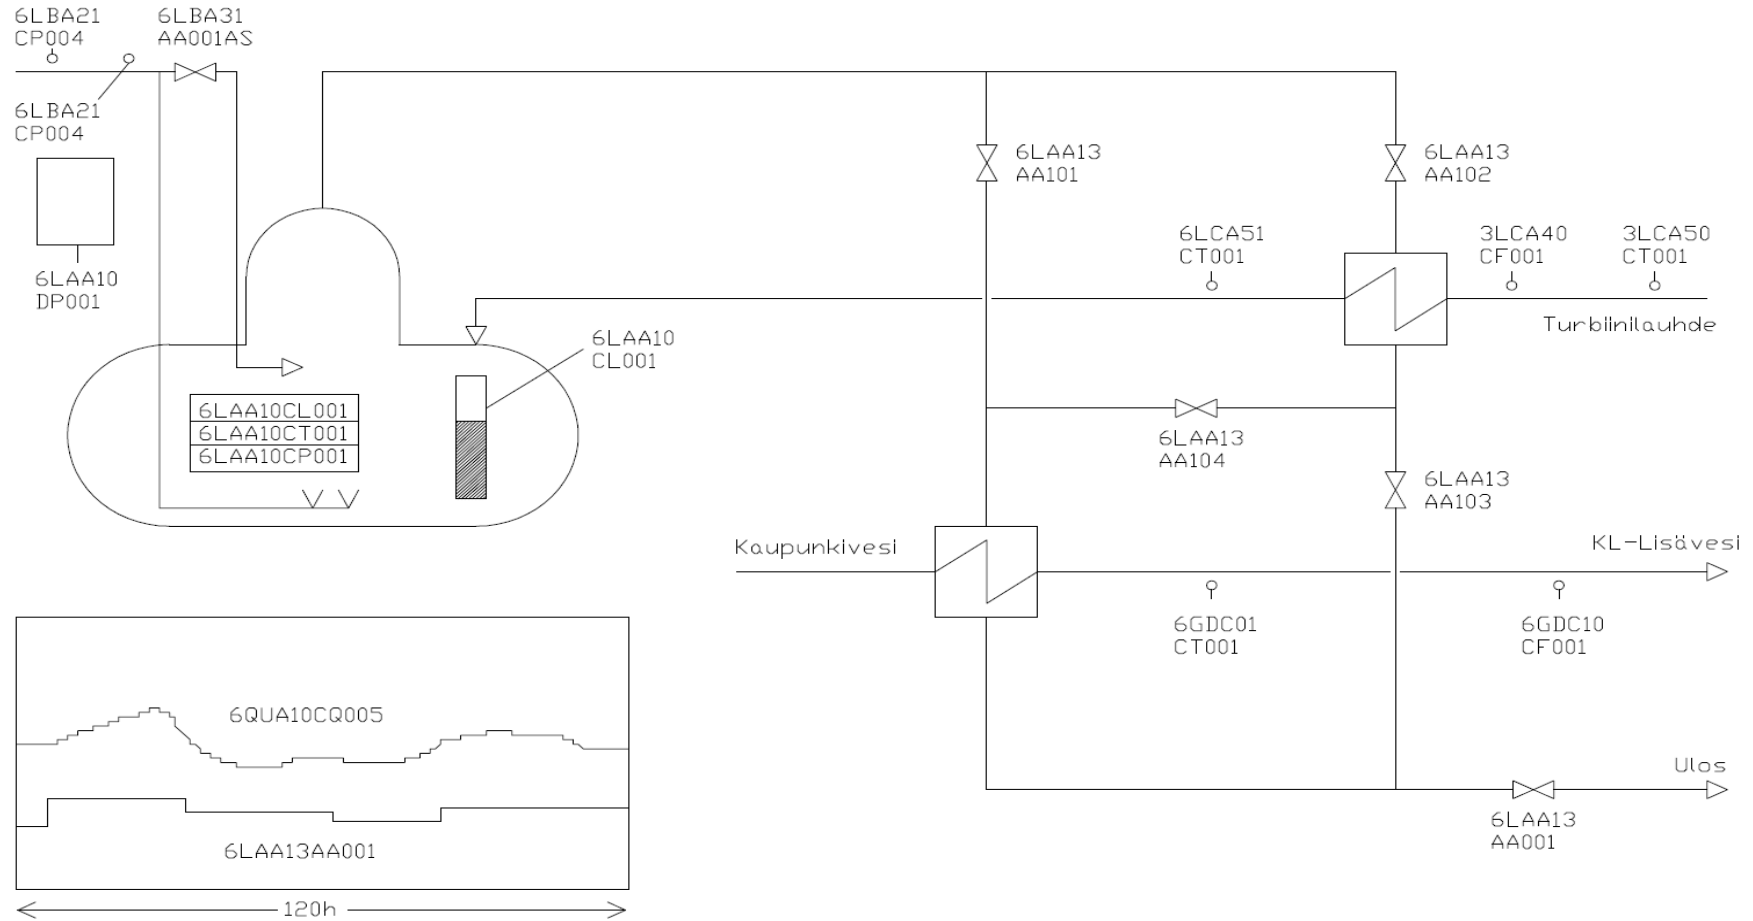 6LBA21
CP004
6LBA31
AA001AS
6LBA21
CP004
6LAA10
DP001
6LAA13
AA101
6LAA13
AA102
6LCA51
CT001
3LCA40
CF001
3LCA50
CT001
Turbiinilauhde
6LAA10
CL001
6LAA10CL001
6LAA10CT001
6LAA10CP001
6LAA13
AA104
6LAA13
AA103
Kaupunkivesi
KL-Lisävesi
6GDC01
CT001
6GDC10
CF001
6QUA10CQ005
6LAA13AA001
120h
Ulos
6LAA13
AA001